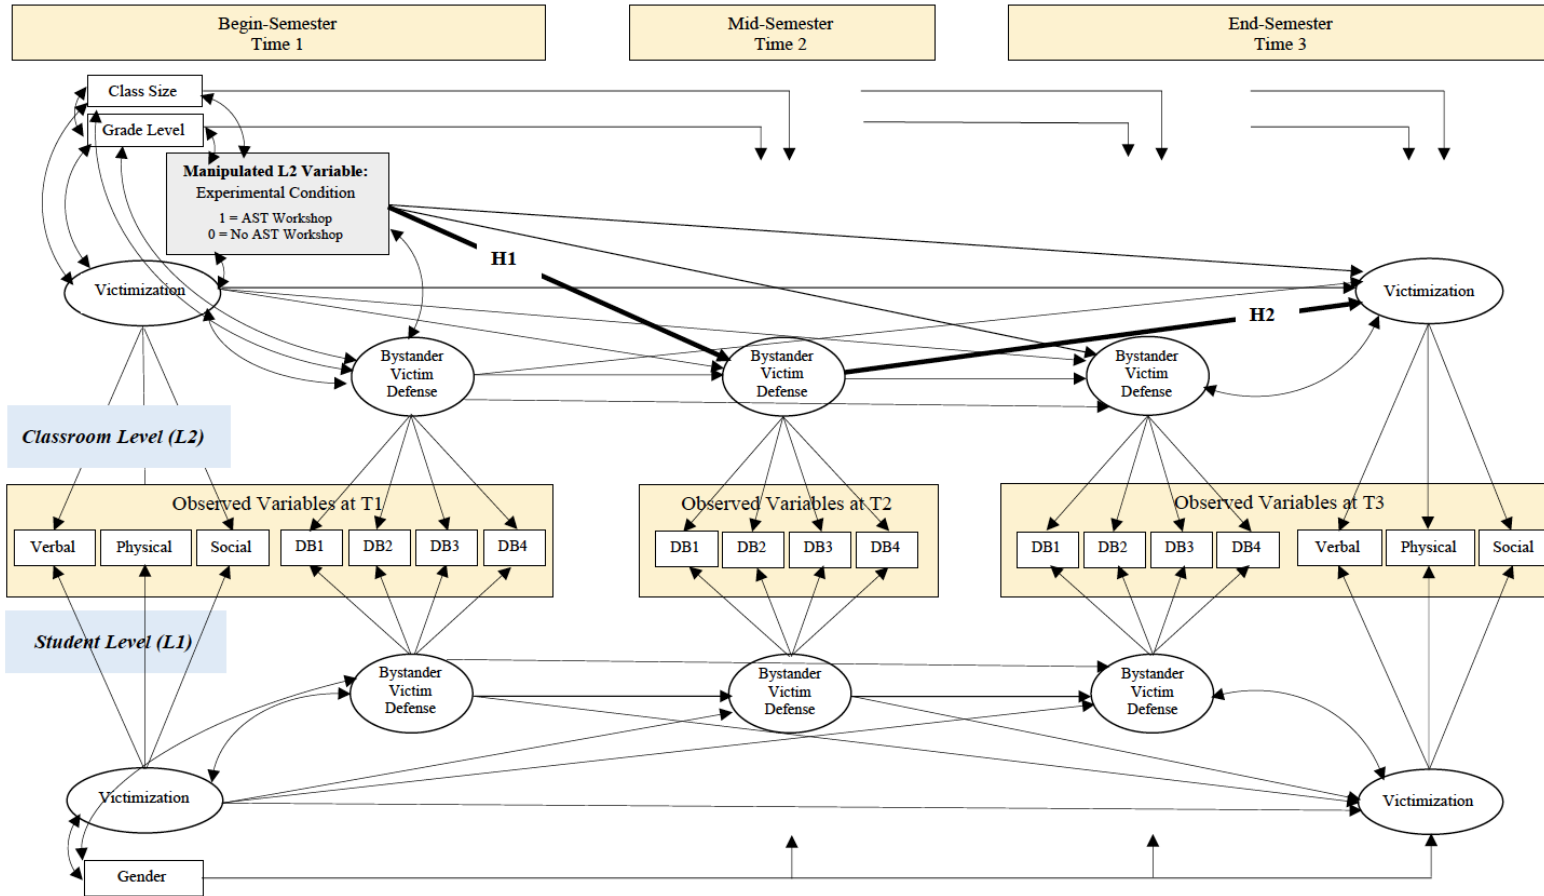 Begin-Semester
Time 1
Mid-Semester
Time 2
End-Semester
Time 3
Class Size
Grade Level
Manipulated L2 Variable:
Experimental Condition
1 = AST Workshop
0 = No AST Workshop
H1
Victimization
Victimization
H2
Bystander
Victim
Defense
Bystander
Victim
Defense
Bystander
Victim
Defense
Classroom Level (L2)
Observed Variables at T1
Observed Variables at T2
Observed Variables at T3
Verbal
Physical
Social
DB1
DB2
DB3
DB4
DB1
DB2
DB3
DB4
DB1
DB2
DB3
DB4
Verbal
Physical
Social
Student Level (L1)
Bystander
Victim
Defense
Bystander
Victim
Defense
Bystander
Victim
Defense
Victimization
Victimization
Gender